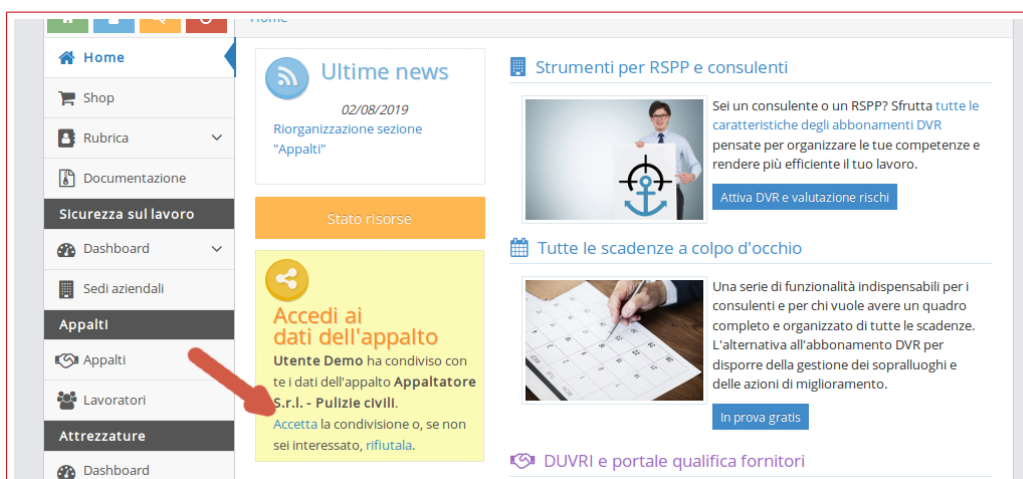 Home
Home
Shop
Rubrica
Documentazione
Sicurezza sul lavoro
Dashboard
Sedi aziendali
Appalti
Appalti
Lavoratori
Attrezzature
Dashboard
Ultime news
02/08/2019
Riorganizzazione sezione
"Appalti"
Stato risorse
Accedi ai
dati dell'appalto
Utente Demo ha condiviso con
te i dati dell'appalto Appaltatore
S.r.l. - Pulizie civili.
Accetta la condivisione o, se non
sei interessato, rifiutala.
Strumenti per RSPP e consulenti
Sei un consulente o un RSPP? Sfrutta tutte le
caratteristiche degli abbonamenti DVR
pensate per organizzare le tue competenze e
rendere più efficiente il tuo lavoro.
Attiva DVR e valutazione rischi
Tutte le scadenze a colpo d'occhio
Una serie di funzionalità indispensabili per i
consulenti e per chi vuole avere un quadro
completo e organizzato di tutte le scadenze.
L'alternativa all'abbonamento DVR per
disporre della gestione dei sopralluoghi e
delle azioni di miglioramento.
In prova gratis
DUVRI e portale qualifica fornitori